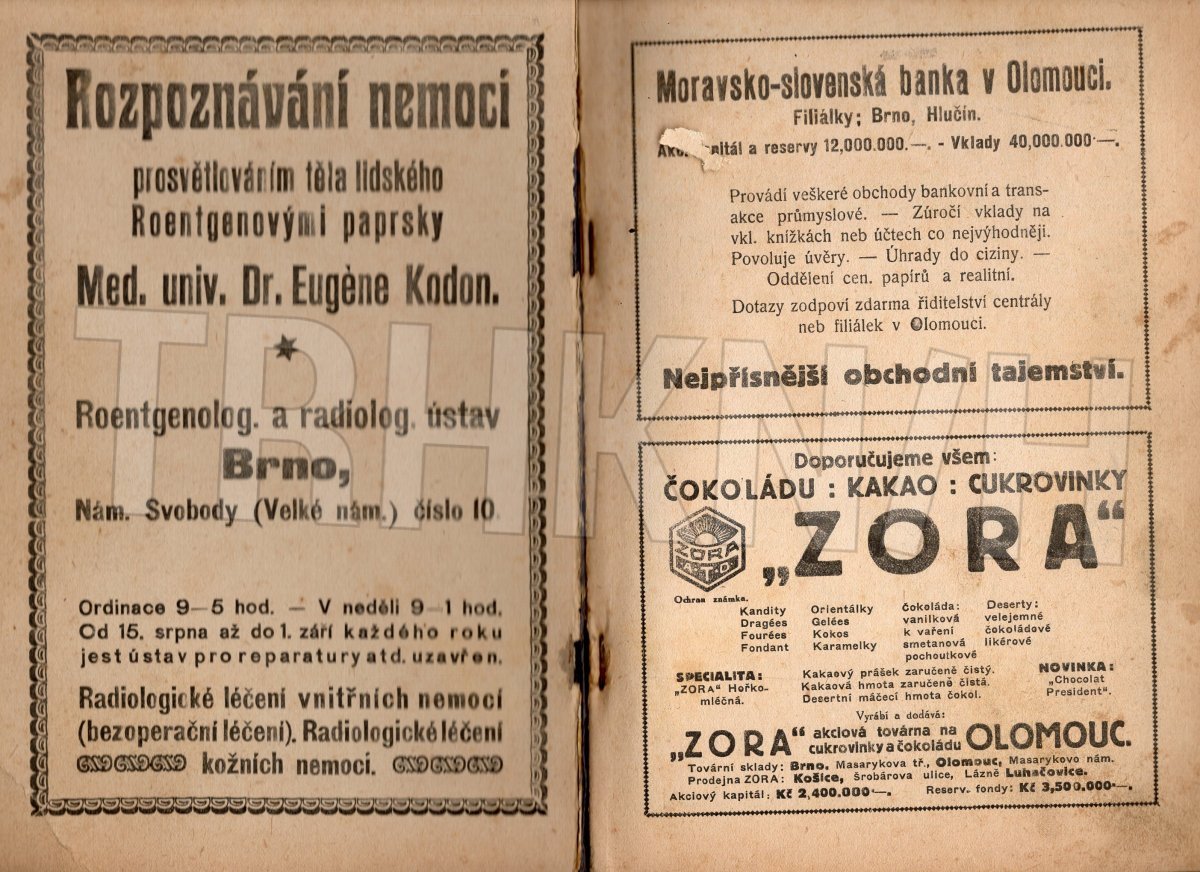 Rozpoznávání nemocí
prosvětlováním těla lidského
Roentgenovými paprsky
Med. univ. Dr. Eugène Kodon.
Roentgenolog. a radiolog. ústav
Brno,
Nám. Svobody (Velké nám.) číslo 10
Ordinace 9–5 hod. — V neděli 9–1 hod.
Od 15. srpna až do 1. září každého roku
jest ústav pro reparatury atd. uzavřen.
Radiologické léčení vnitřních nemocí
(bezoperační léčení). Radiologické léčení
kožních nemocí.
Moravsko-slovenská banka v Olomouci.
Filiálky; Brno, Hlučín.
a reservy 12,000.000.—. - Vklady 40,000.000·—.
Provádí veškeré obchody bankovní a trans-
akce průmyslové. — Zúročí vklady na
vkl. knížkách neb účtech co nejvýhodněji.
Povoluje úvěry. — Úhrady do ciziny. —
Oddělení cen. papírů a realitní.
Dotazy zodpoví zdarma řiditelství centrály
neb filiálek v Olomouci.
Nejpřísnější obchodní tajemství.
Doporučujeme všem:
ČOKOLÁDU : KAKAO : CUKROVINKY
„ZORA“
ZORA
A.T.D.
Ochran známka.
Kandity Orientálky čokoláda: Deserty:
Dragées Gelées vanilková velejemné
Fourées Kokos k vaření čokoládové
Fondant Karamelky smetanová likérové
pochoutkové
SPECIALITA: Kakaový prášek zaručeně čistý. NOVINKA:
„ZORA“ Hořko- Kakaová hmota zaručeně čistá. „Chocolat
mléčná. Desertní máčecí hmota čokol. President“.
Vyrábí a dodává:
„ZORA“ akciová továrna na cukrovinky a čokoládu OLOMOUC.
Tovární sklady: Brno, Masarykova tř., Olomouc, Masarykovo nám.
Prodejna ZORA: Košice, Šrobárova ulice, Lázně Luhačovice.
Akciový kapitál: Kč 2,400.000·—. Reserv. fondy: Kč 3,500.000·—.
TBHKNVH